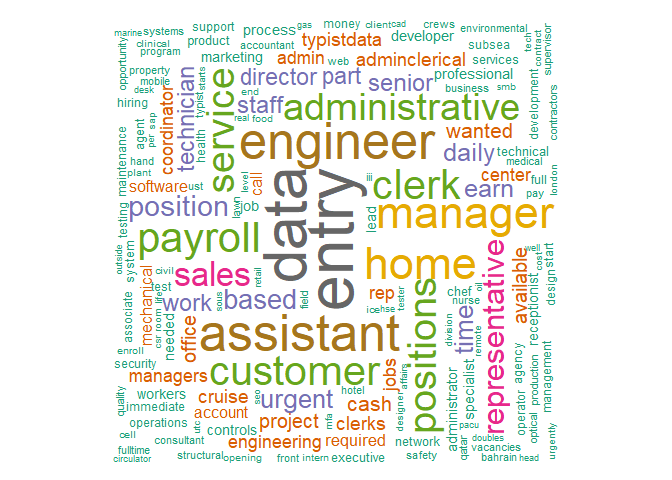 marine systems support process gas money client cad crews environmental
clinical product accountant typistdata developer subsea tech contract supervisor
opportunity program marketing admin web adminclerical services
property technician service director part senior professional
mobile starts end business smb
desk typist staff administrative development contractors
hiring real food
per sap coordinator health engineer wanted
agent call daily technical
hand center medical
plant maintenance software ust level iii clerk earn full london
position job lawn data entry lead manager pay
outside testing system payroll home available well
civil sales retail representative cost design start
test oil receptionist
mechanical work based field rep chef
associate csr room life sous ice hse tester nurse
needed assistant positions time division remote
enroll office jobs
security customer affairs specialist agency production management
managers cruise hotel cash designer administrator operator optical
workers urgent seo
quality immediate account project mfa clerks
operations controls utc required network pacu doubles urgently
cell consultant engineering safety qatar vacancies
fulltime structural opening front intern executive bahrain head
circulator